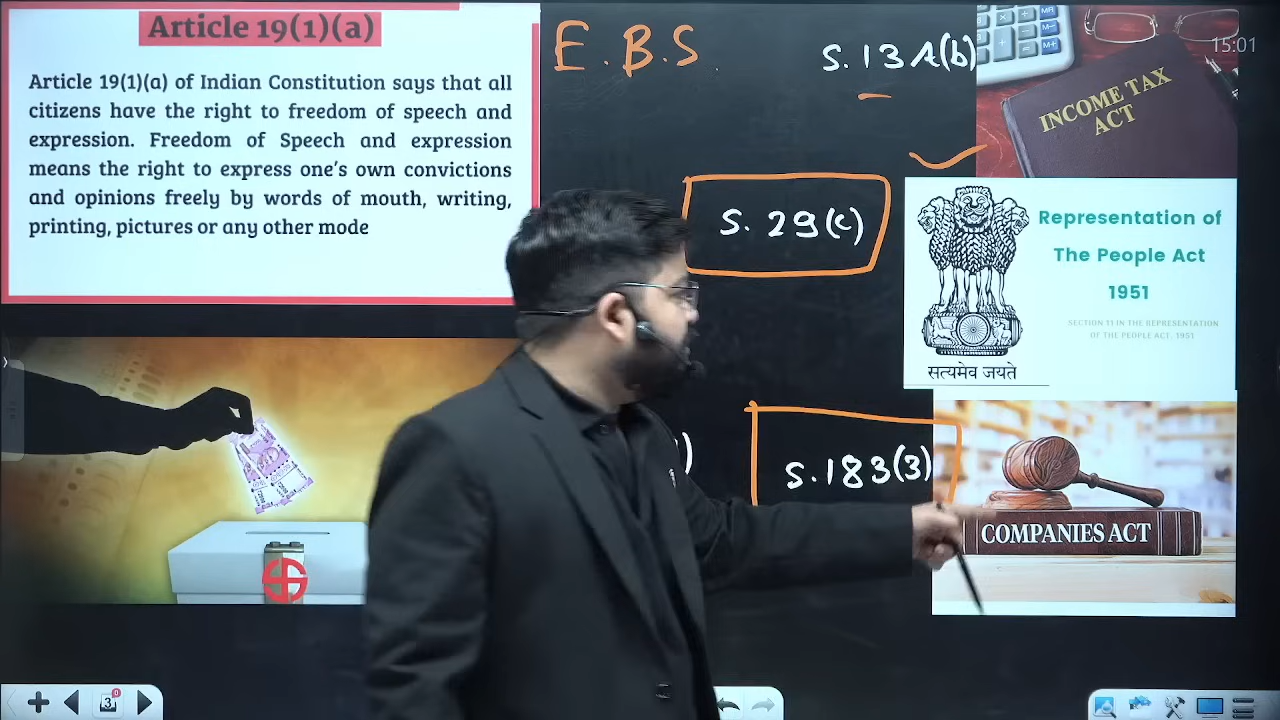 Article 19(1)(a)
Article 19(1)(a) of Indian Constitution says that all
citizens have the right to freedom of speech and
expression. Freedom of Speech and expression
means the right to express one's own convictions
and opinions freely by words of mouth, writing,
printing, pictures or any other mode
E.B.S.
S.13A(b)
15:01
INCOME TAX
ACT
S. 29(c)
Representation of
The People Act
1951
SECTION 11 IN THE REPRESENTATION
OF THE PEOPLE ACT, 1951
सत्यमेव जयते
S.183(3)
COMPANIES ACT
3
0